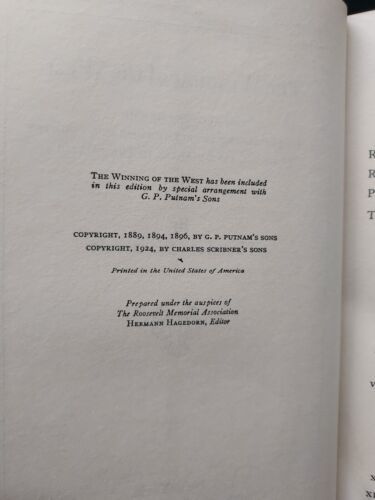 THE WINNING OF THE WEST has been included
in this edition by special arrangement with
G. P. Putnam's Sons
COPYRIGHT, 1889, 1894, 1896, BY G. P. PUTNAM'S SONS
COPYRIGHT, 1924, BY CHARLES SCRIBNER'S SONS
Printed in the United States of America
Prepared under the auspices of
The Roosevelt Memorial Association
HERMANN HAGEDORN, Editor
R
R
P
T
V
X